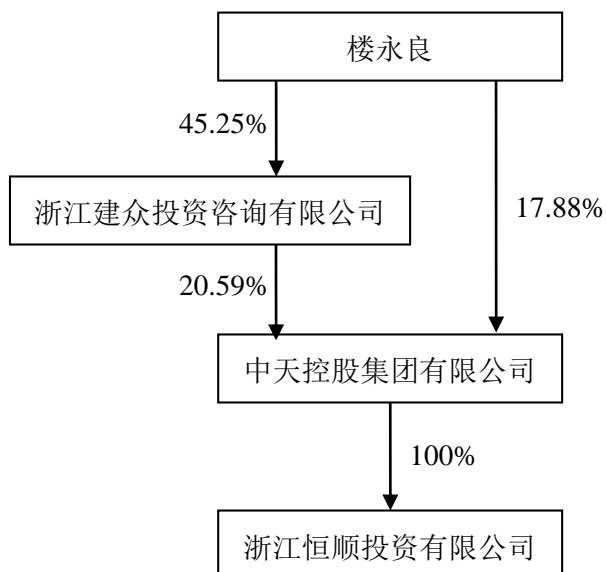 楼永良
45.25%
浙江建众投资咨询有限公司
17.88%
20.59%
中天控股集团有限公司
100%
浙江恒顺投资有限公司